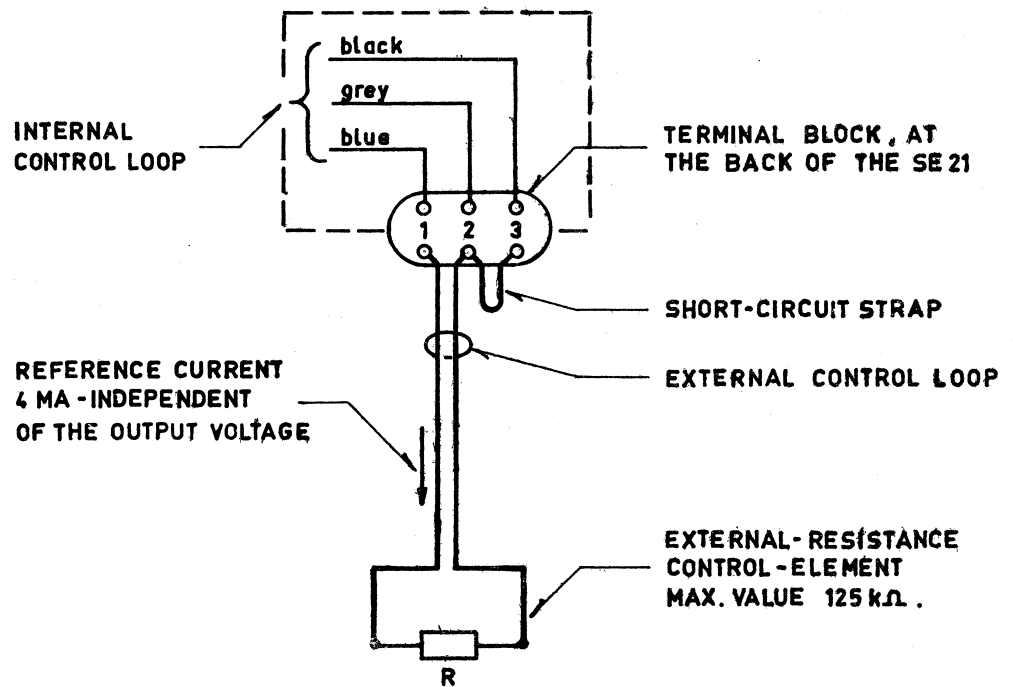 black
grey
blue
INTERNAL
CONTROL LOOP
TERMINAL BLOCK, AT
THE BACK OF THE SE 21
1 2 3
SHORT-CIRCUIT STRAP
EXTERNAL CONTROL LOOP
REFERENCE CURRENT
4 MA - INDEPENDENT
OF THE OUTPUT VOLTAGE
EXTERNAL-RESISTANCE
CONTROL-ELEMENT
MAX. VALUE 125 kΩ.
R